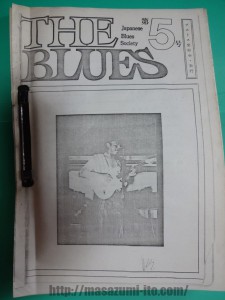 THE
BLUES
Japanese
Blues
Society
第
5
号
http://masazumi-ito.com/